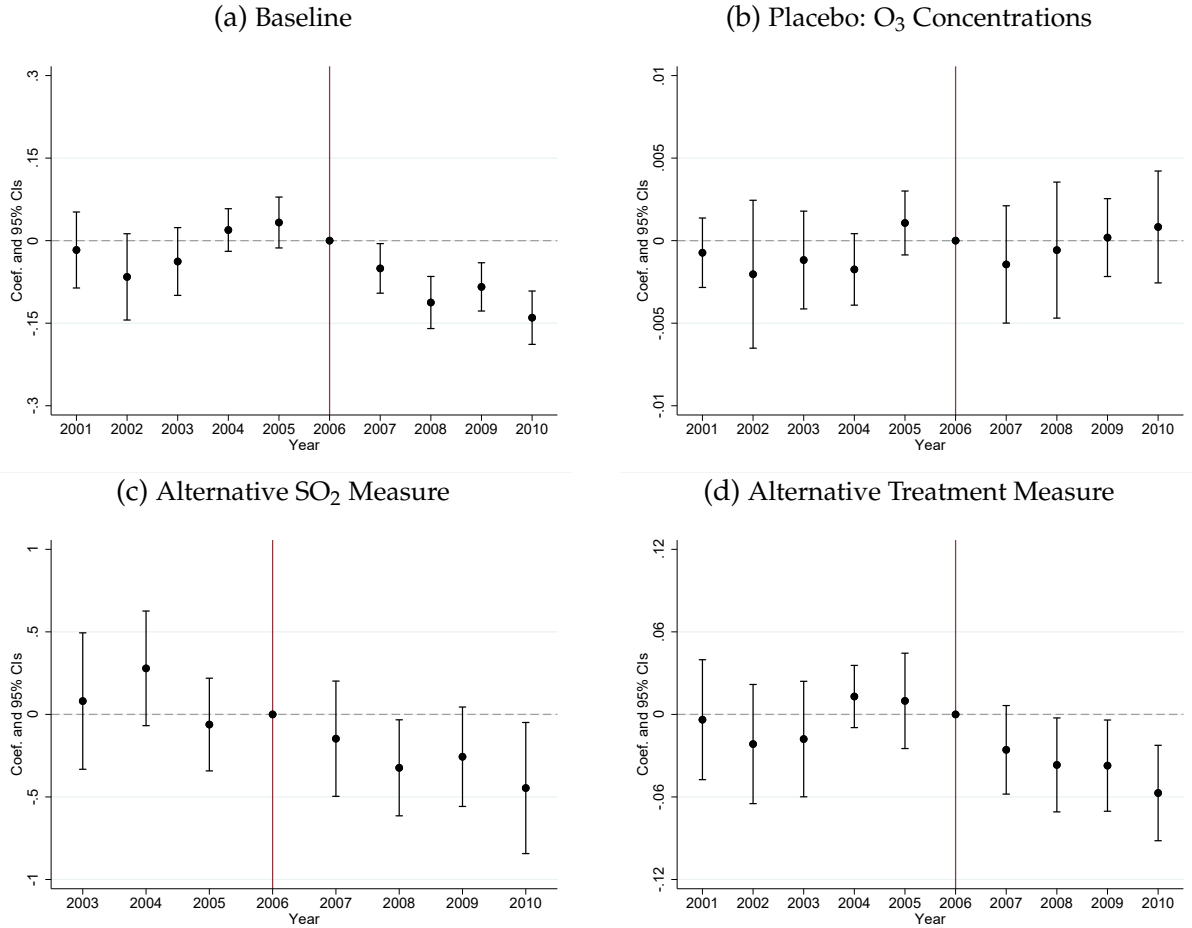 (a) Baseline
Coef. and 95% CIs
.3
.15
0
-.15
-.3
2001 2002 2003 2004 2005 2006 2007 2008 2009 2010
Year
(b) Placebo: O3 Concentrations
Coef. and 95% CIs
.01
.005
0
-.005
-.01
2001 2002 2003 2004 2005 2006 2007 2008 2009 2010
Year
(c) Alternative SO2 Measure
Coef. and 95% CIs
1
.5
0
-.5
-1
2003 2004 2005 2006 2007 2008 2009 2010
Year
(d) Alternative Treatment Measure
Coef. and 95% CIs
.12
.06
0
-.06
-.12
2001 2002 2003 2004 2005 2006 2007 2008 2009 2010
Year